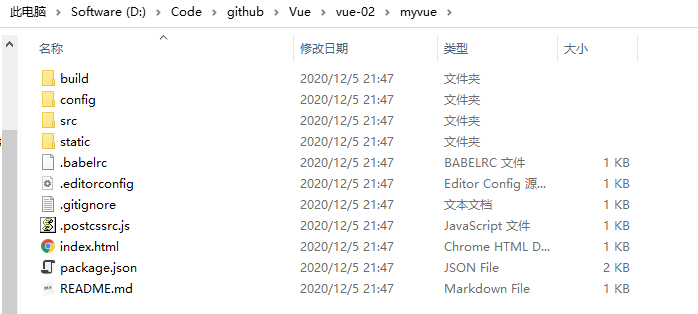 此电脑 > Software (D:) > Code > github > Vue > vue-02 > myvue >
名称 修改日期 类型 大小
build 2020/12/5 21:47 文件夹
config 2020/12/5 21:47 文件夹
src 2020/12/5 21:47 文件夹
static 2020/12/5 21:47 文件夹
.babelrc 2020/12/5 21:47 BABELRC 文件 1 KB
.editorconfig 2020/12/5 21:47 Editor Config 源... 1 KB
.gitignore 2020/12/5 21:47 文本文档 1 KB
.postcssrc.js 2020/12/5 21:47 JavaScript 文件 1 KB
index.html 2020/12/5 21:47 Chrome HTML D... 1 KB
package.json 2020/12/5 21:47 JSON File 2 KB
README.md 2020/12/5 21:47 Markdown File 1 KB